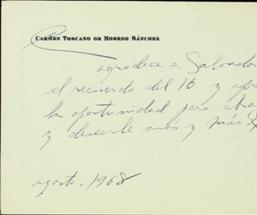 CARMEN TOSCANO DE MORENO SÁNCHEZ
agradece a Salvador
el recuerdo del 16 y
la oportunidad para
y desearle más y más
agosto, 1968